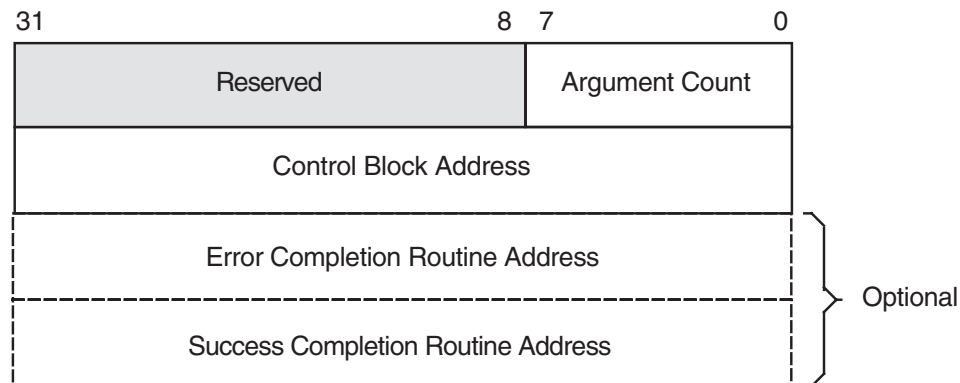 31 8 7 0
Reserved Argument Count
Control Block Address
Error Completion Routine Address
Optional
Success Completion Routine Address